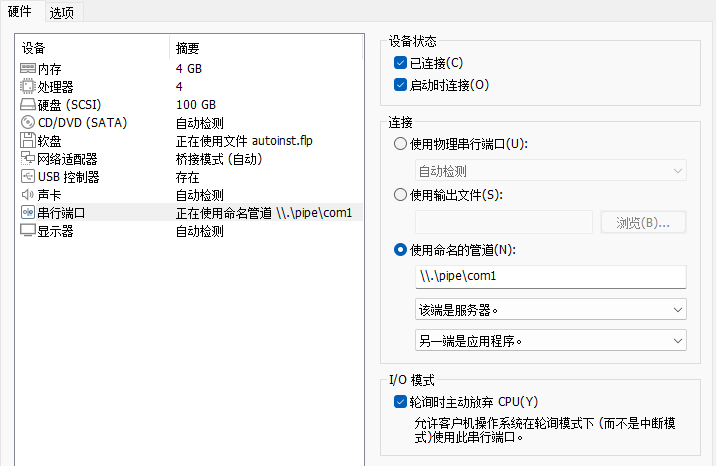 硬件 选项
设备 摘要
内存 4 GB
处理器 4
硬盘 (SCSI) 100 GB
CD/DVD (SATA) 自动检测
软盘 正在使用文件 autoinst.flp
网络适配器 桥接模式 (自动)
USB 控制器 存在
声卡 自动检测
串行端口 正在使用命名管道 \\.\pipe\com1
显示器 自动检测
设备状态
已连接(C)
启动时连接(O)
连接
使用物理串行端口(U):
自动检测
使用输出文件(S):
浏览(B)...
使用命名的管道(N):
\\.\pipe\com1
该端是服务器。
另一端是应用程序。
I/O 模式
轮询时主动放弃 CPU(Y)
允许客户机操作系统在轮询模式下 (而不是中断模
式)使用此串行端口。